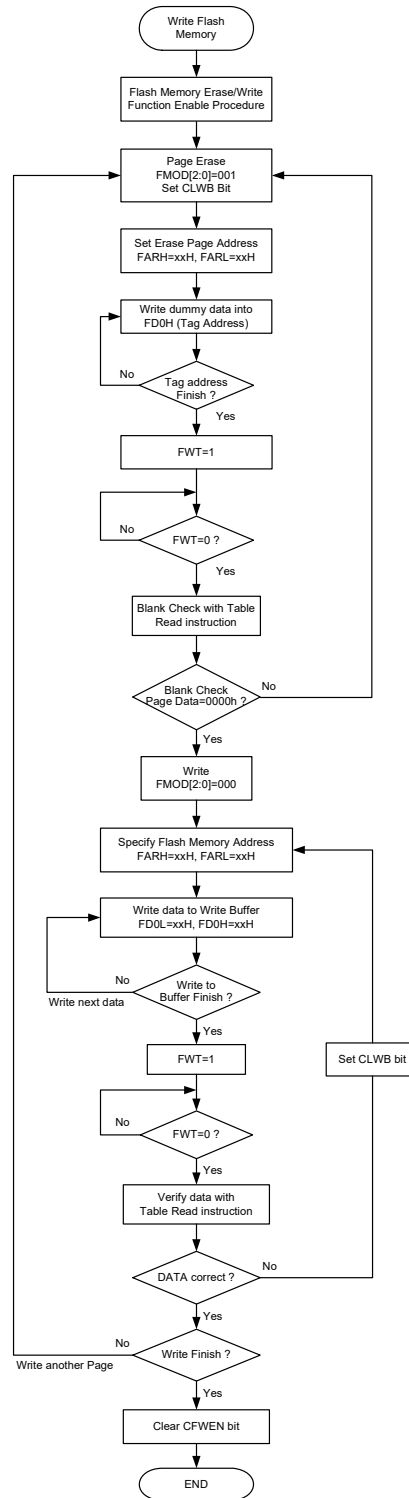 Write Flash
Memory
Flash Memory Erase/Write
Function Enable Procedure
Page Erase
FMOD[2:0]=001
Set CLWB Bit
Set Erase Page Address
FARH=xxH, FARL=xxH
Write dummy data into
FD0H (Tag Address)
No
Tag address
Finish ?
Yes
FWT=1
No
FWT=0 ?
Yes
Blank Check with Table
Read instruction
Blank Check
Page Data=0000h ?
No
Yes
Write
FMOD[2:0]=000
Specify Flash Memory Address
FARH=xxH, FARL=xxH
Write data to Write Buffer
FD0L=xxH, FD0H=xxH
No
Write next data
Write to
Buffer Finish ?
Yes
FWT=1
Set CLWB bit
No
FWT=0 ?
Yes
Verify data with
Table Read instruction
DATA correct ?
No
Yes
No
Write another Page
Write Finish ?
Yes
Clear CFWEN bit
END